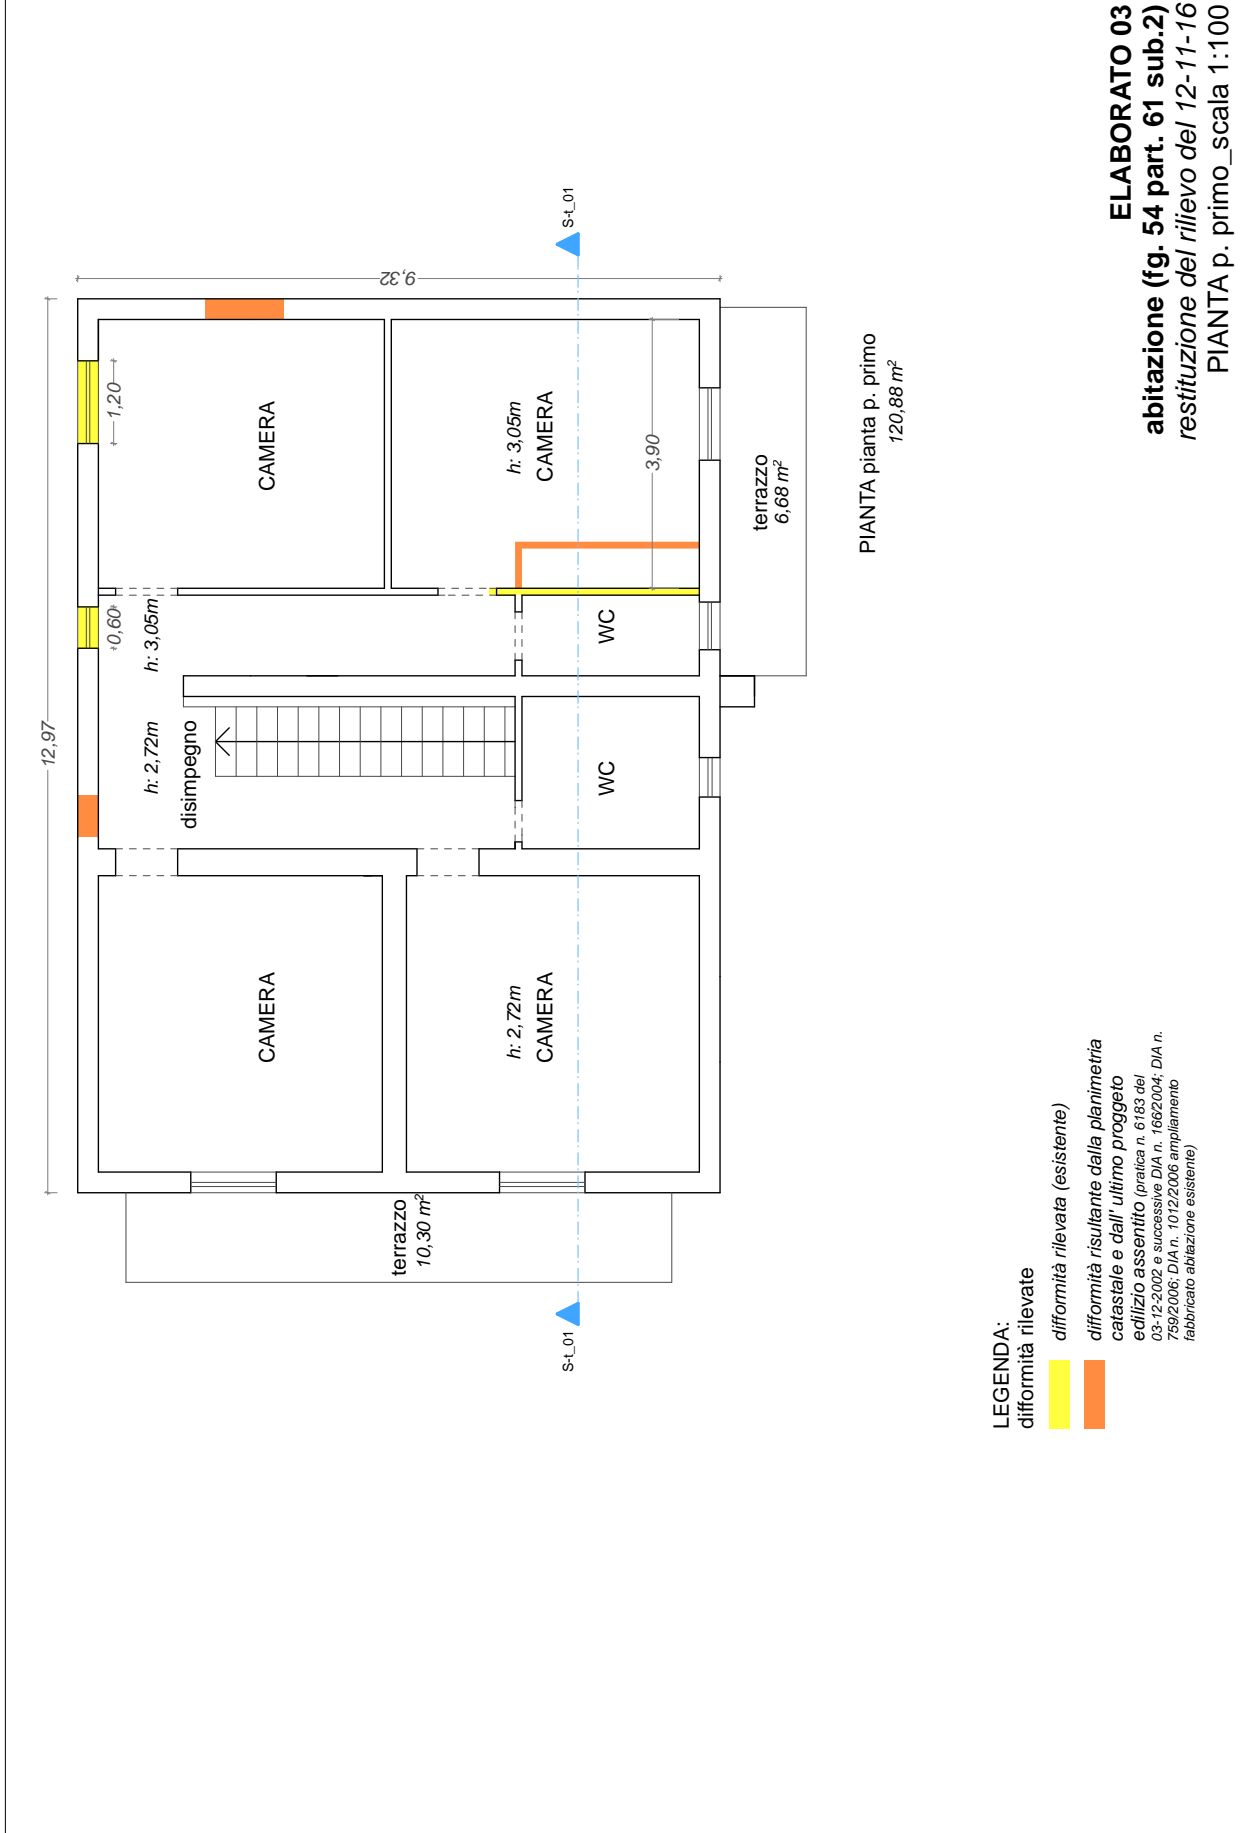 12,97
9,32
1,20
0,60
h: 3,05m
h: 2,72m
disimpegno
CAMERA
CAMERA
h: 3,05m
CAMERA
h: 2,72m
CAMERA
3,90
WC
WC
S-t_01
S-t_01
terrazzo
10,30 m²
terrazzo
6,68 m²
PIANTA pianta p. primo
120,88 m²
LEGENDA:
difformità rilevate
difformità rilevata (esistente)
difformità risultante dalla planimetria
catastale e dall' ultimo proggeto
edilizio assentito (pratica n. 6183 del
03-12-2002 e successive DIA n. 166/2004; DIA n.
759/2006; DIA n. 1012/2006 ampliamento
fabbricato abitazione esistente)
ELABORATO 03
abitazione (fg. 54 part. 61 sub.2)
restituzione del rilievo del 12-11-16
PIANTA p. primo_scala 1:100